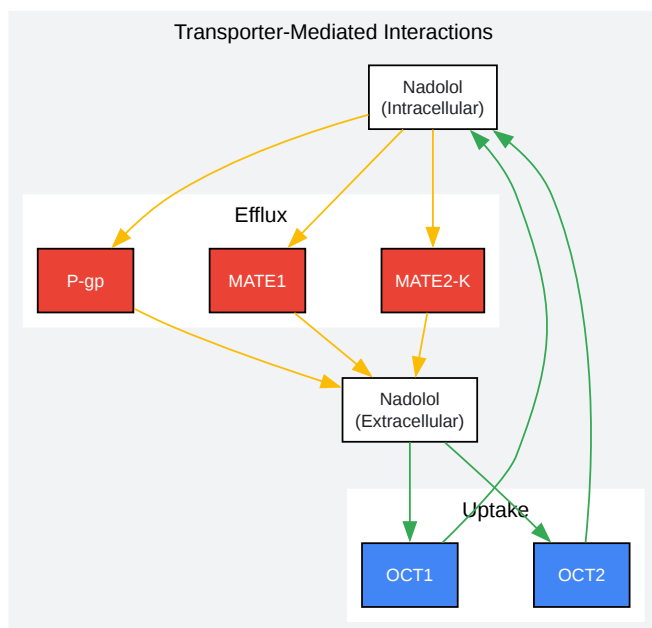 Transporter-Mediated Interactions
Nadolol
(Intracellular)
Efflux
P-gp
MATE1
MATE2-K
Nadolol
(Extracellular)
Uptake
OCT1
OCT2